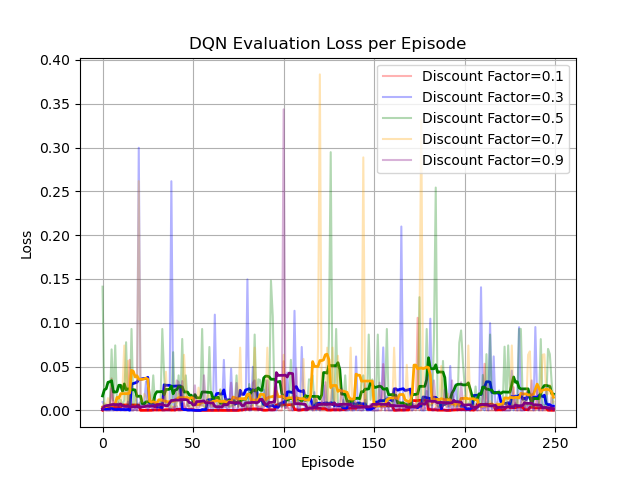 DQN Evaluation Loss per Episode
0.40
0.35
0.30
0.25
0.20
0.15
0.10
0.05
0.00
Loss
Discount Factor=0.1
Discount Factor=0.3
Discount Factor=0.5
Discount Factor=0.7
Discount Factor=0.9
0 50 100 150 200 250
Episode